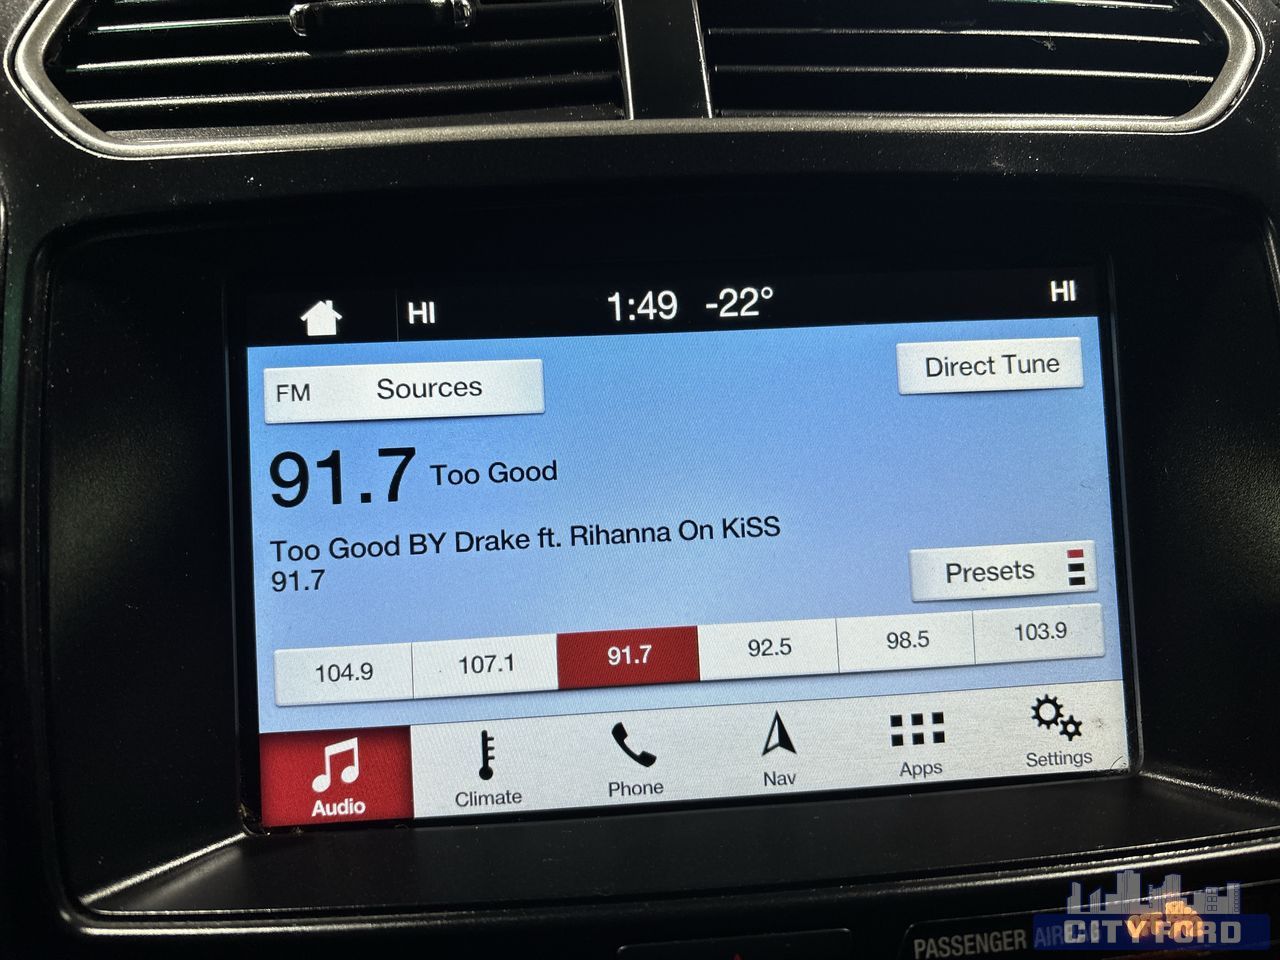 HI 1:49 -22° HI
FM Sources Direct Tune
91.7 Too Good
Too Good BY Drake ft. Rihanna On KiSS
91.7
Presets
104.9 107.1 91.7 92.5 98.5 103.9
Audio Climate Phone Nav Apps Settings
PASSENGER AIRBAG
CITY FORD